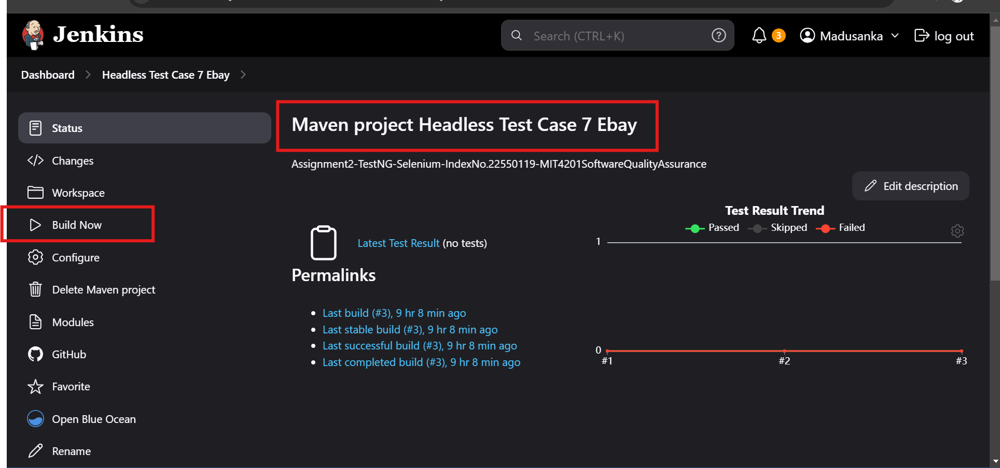 Jenkins
Search (CTRL+K)
3
Madusanka
log out
Dashboard
Headless Test Case 7 Ebay
Status
Changes
Workspace
Build Now
Configure
Delete Maven project
Modules
GitHub
Favorite
Open Blue Ocean
Rename
Maven project Headless Test Case 7 Ebay
Assignment2-TestNG-Selenium-IndexNo.22550119-MIT4201SoftwareQualityAssurance
Edit description
Latest Test Result (no tests)
Permalinks
Last build (#3), 9 hr 8 min ago
Last stable build (#3), 9 hr 8 min ago
Last successful build (#3), 9 hr 8 min ago
Last completed build (#3), 9 hr 8 min ago
Test Result Trend
Passed Skipped Failed
1
0
#1 #2 #3